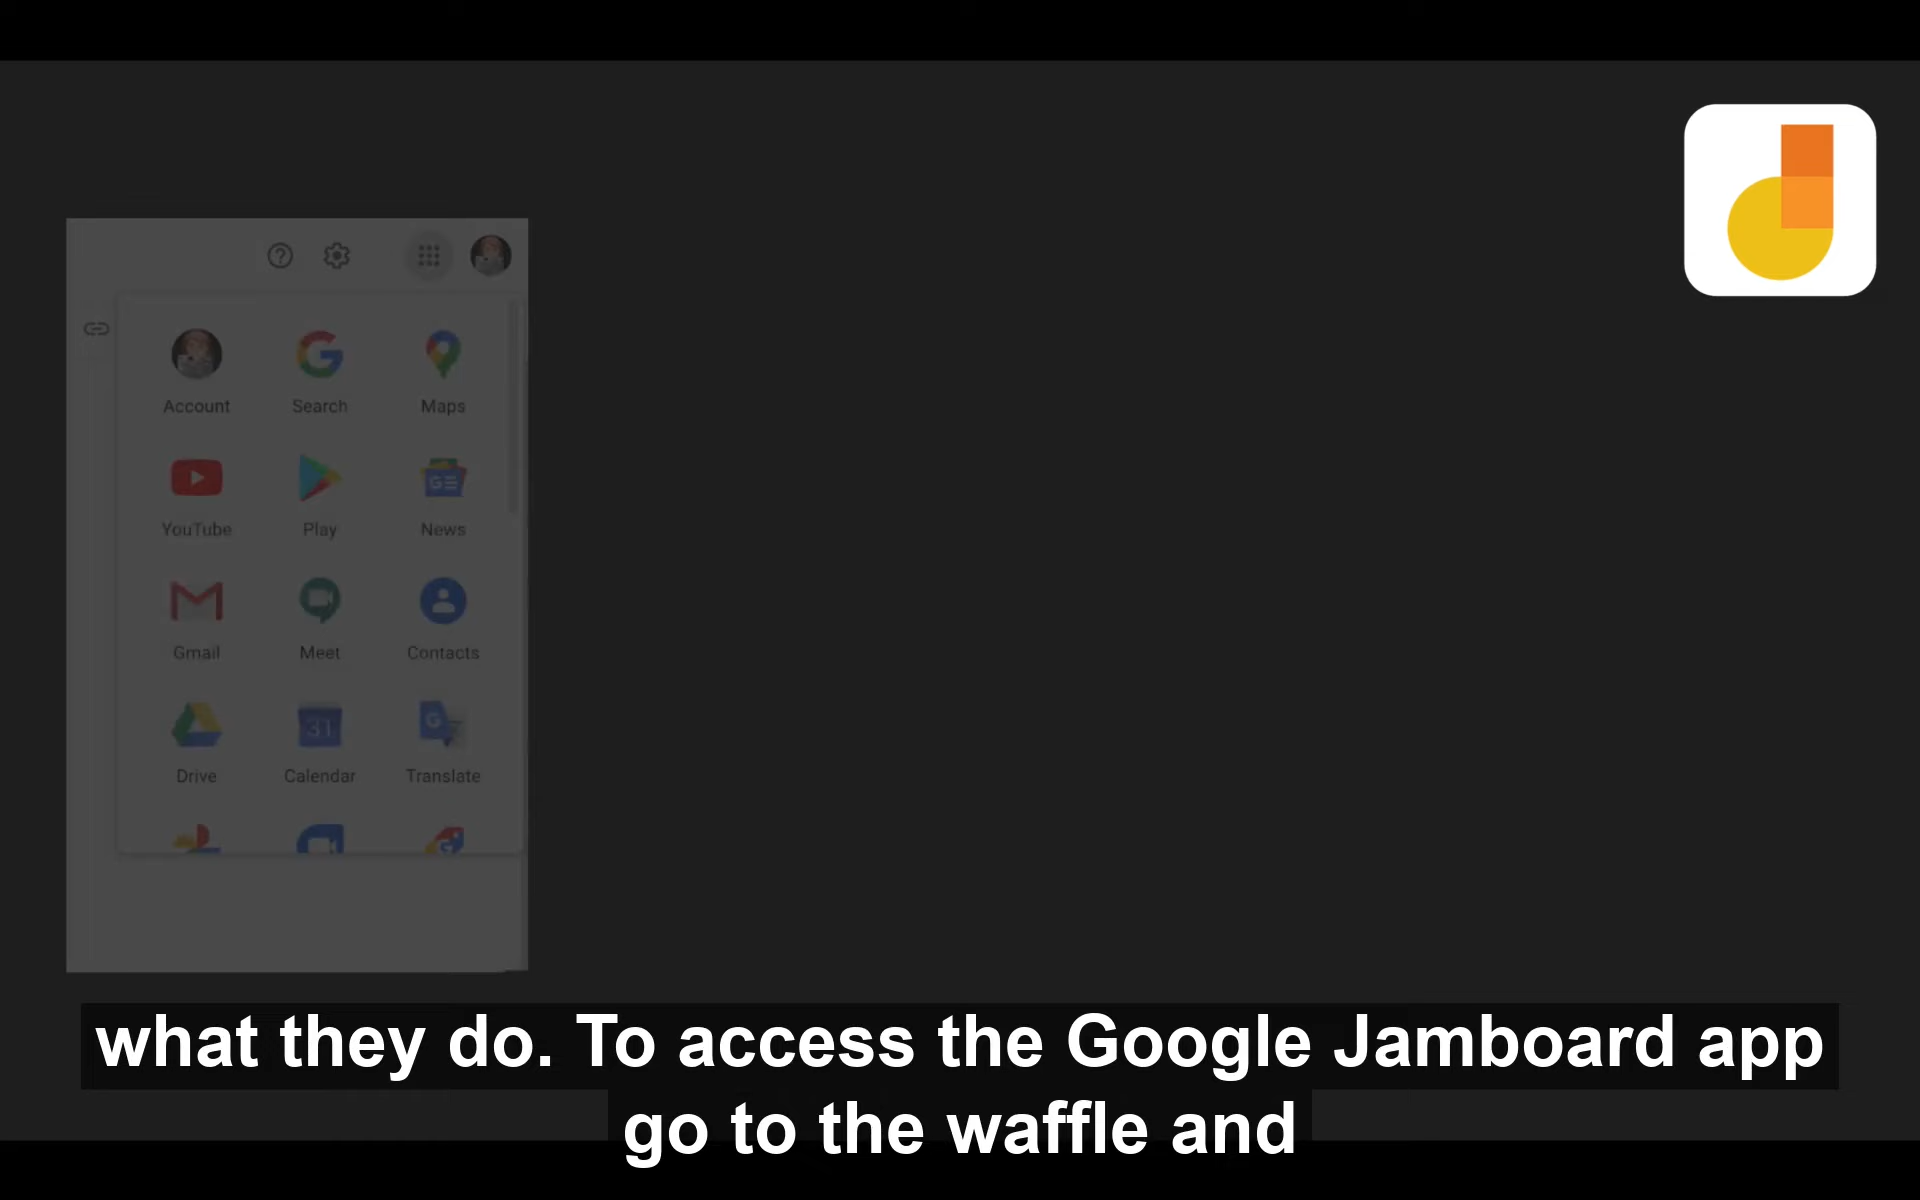 Account Search Maps
YouTube Play News
GE
Gmail Meet Contacts
31 G
Drive Calendar Translate
G
what they do. To access the Google Jamboard app
go to the waffle and